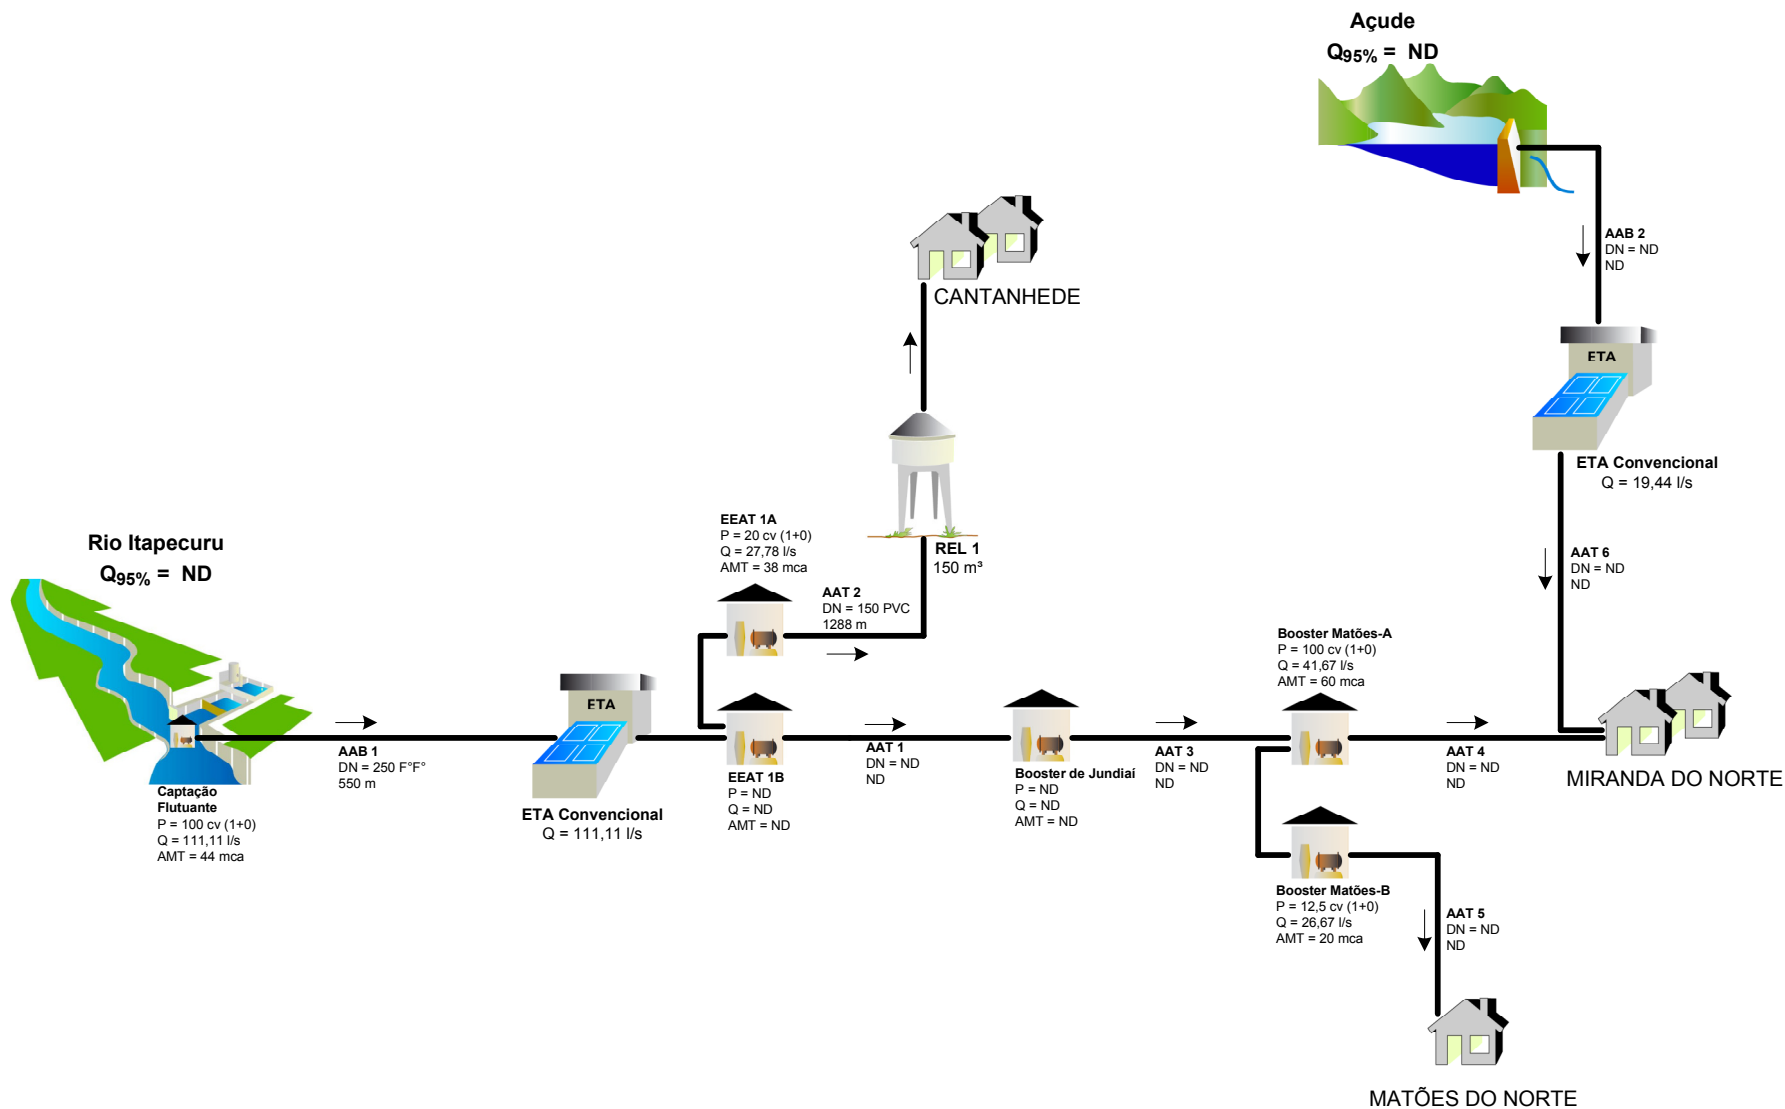 Açude
Q95% = ND
AAB 2
DN = ND
ND
ETA
ETA Convencional
Q = 19,44 l/s
AAT 6
DN = ND
ND
CANTANHEDE
REL 1
150 m³
EEAT 1A
P = 20 cv (1+0)
Q = 27,78 l/s
AMT = 38 mca
AAT 2
DN = 150 PVC
1288 m
Rio Itapecuru
Q95% = ND
Captação
Flutuante
P = 100 cv (1+0)
Q = 111,11 l/s
AMT = 44 mca
AAB 1
DN = 250 F°F°
550 m
ETA
ETA Convencional
Q = 111,11 l/s
EEAT 1B
P = ND
Q = ND
AMT = ND
AAT 1
DN = ND
ND
Booster de Jundiaí
P = ND
Q = ND
AMT = ND
AAT 3
DN = ND
ND
Booster Matões-A
P = 100 cv (1+0)
Q = 41,67 l/s
AMT = 60 mca
AAT 4
DN = ND
ND
MIRANDA DO NORTE
Booster Matões-B
P = 12,5 cv (1+0)
Q = 26,67 l/s
AMT = 20 mca
AAT 5
DN = ND
ND
MATÕES DO NORTE